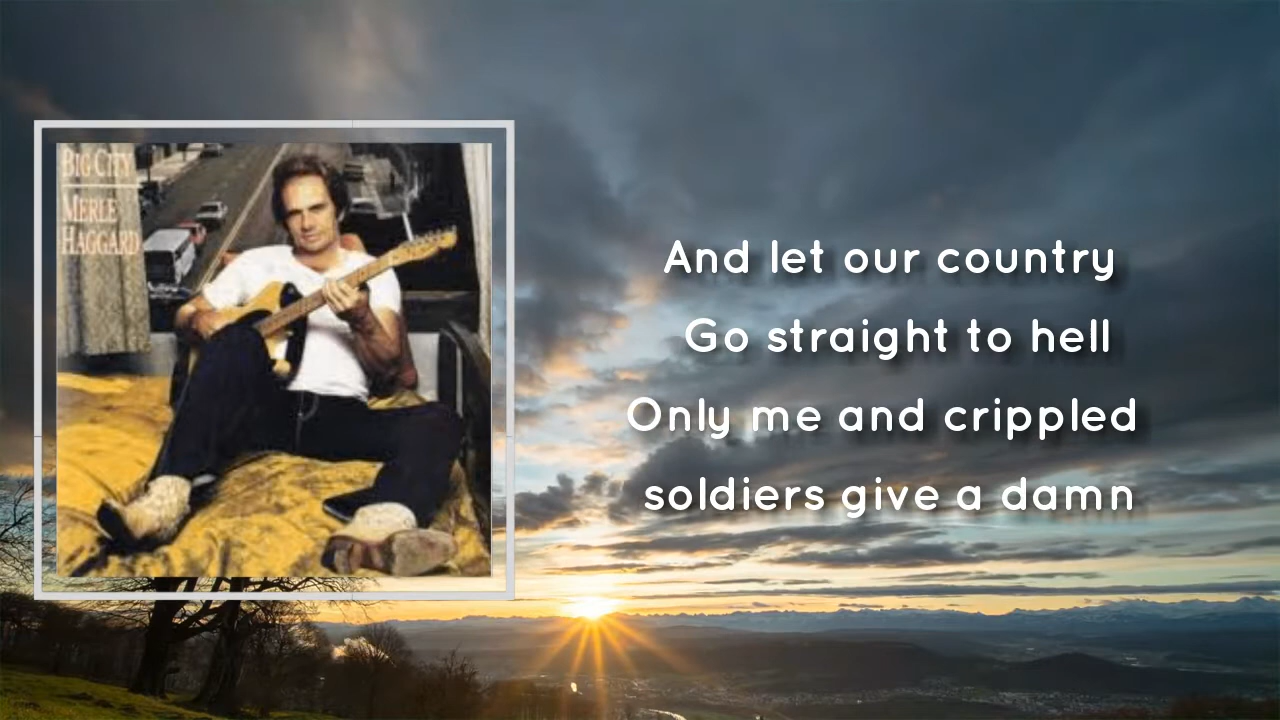 BIG CITY
MERLE
HAGGARD
And let our country
Go straight to hell
Only me and crippled
soldiers give a damn